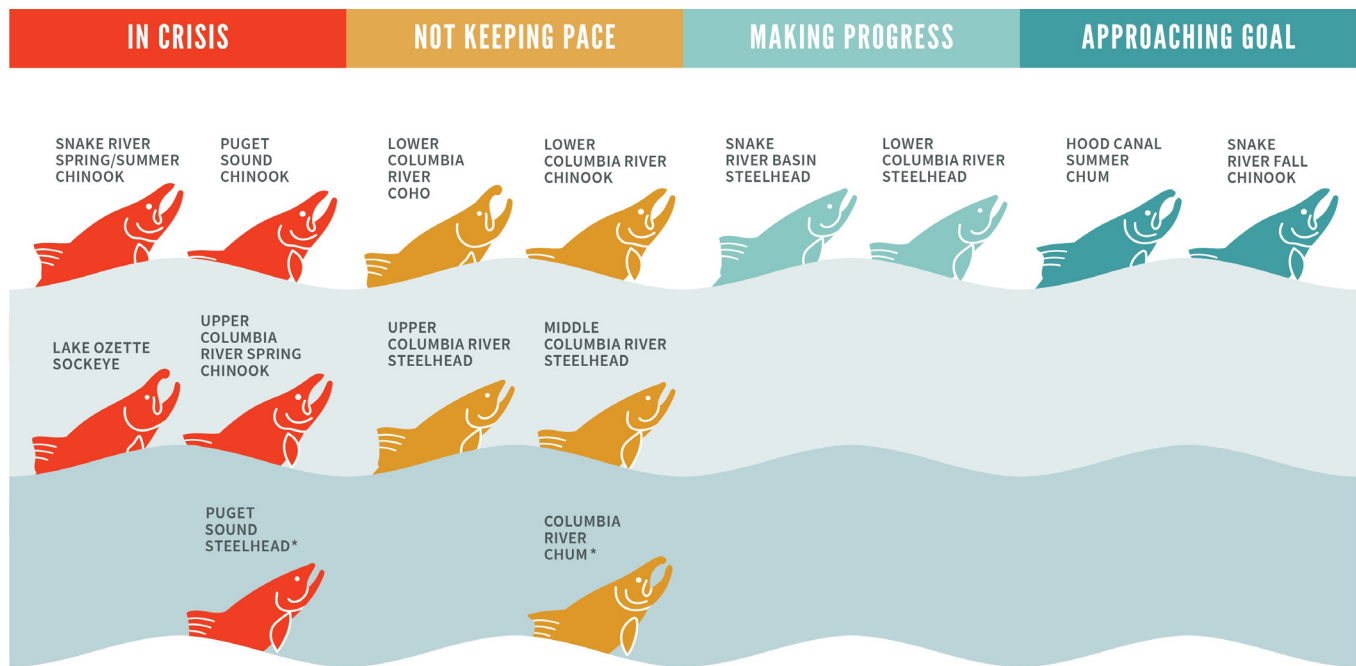 IN CRISIS
NOT KEEPING PACE
MAKING PROGRESS
APPROACHING GOAL
SNAKE RIVER
SPRING/SUMMER
CHINOOK
PUGET
SOUND
CHINOOK
LOWER
COLUMBIA
RIVER
COHO
LOWER
COLUMBIA RIVER
CHINOOK
SNAKE
RIVER BASIN
STEELHEAD
LOWER
COLUMBIA RIVER
STEELHEAD
HOOD CANAL
SUMMER
CHUM
SNAKE
RIVER FALL
CHINOOK
LAKE OZETTE
SOCKEYE
UPPER
COLUMBIA
RIVER SPRING
CHINOOK
UPPER
COLUMBIA RIVER
STEELHEAD
MIDDLE
COLUMBIA RIVER
STEELHEAD
PUGET
SOUND
STEELHEAD*
COLUMBIA
RIVER
CHUM *